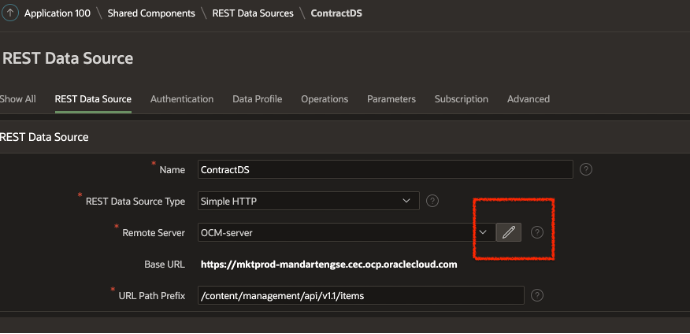 Application 100 \ Shared Components \ REST Data Sources \ ContractDS
REST Data Source
Show All REST Data Source Authentication Data Profile Operations Parameters Subscription Advanced
REST Data Source
* Name ContractDS ?
* REST Data Source Type Simple HTTP ?
* Remote Server OCM-server ?
Base URL https://mktprod-mandartengse.cec.ocp.oraclecloud.com
* URL Path Prefix /content/management/api/v1.1/items ?